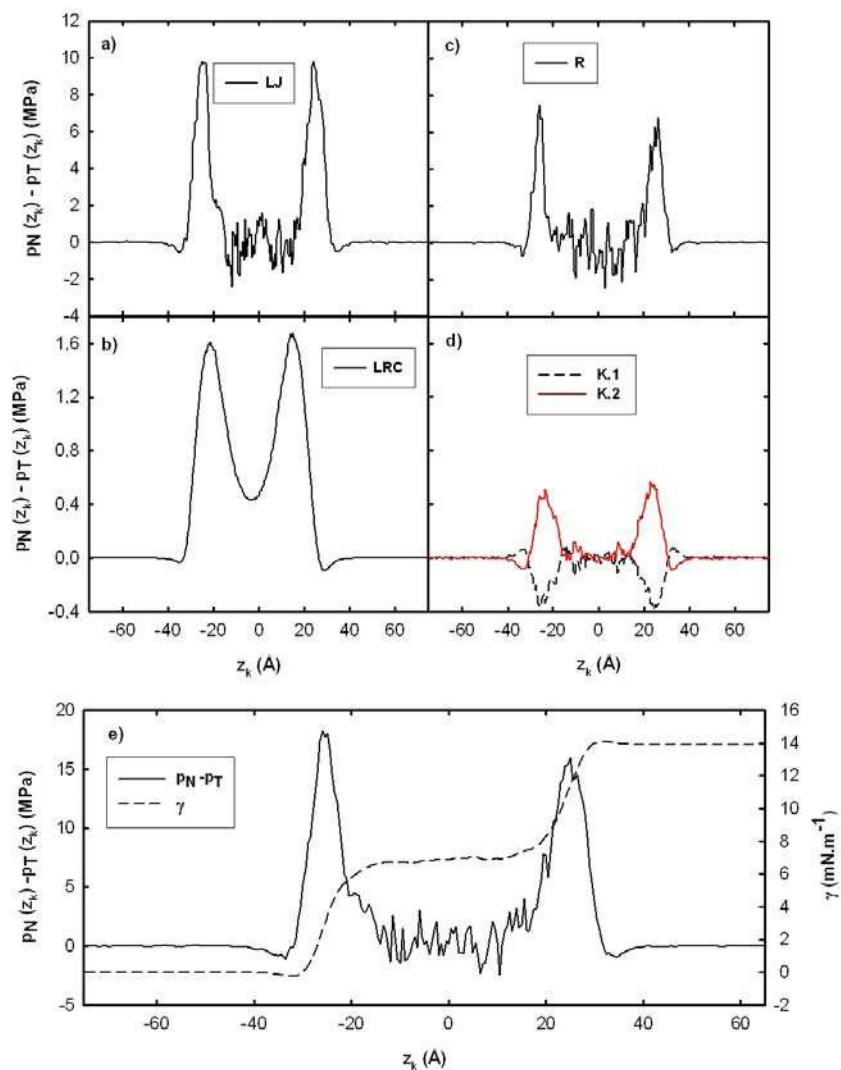 a)
LJ
pN (zk) - pT (zk) (MPa)
12
10
8
6
4
2
0
-2
-4
c)
R
b)
LRC
pN (zk) - pT (zk) (MPa)
1.6
1.2
0.8
0.4
0.0
-0.4
-60 -40 -20 0 20 40 60
zk (Å)
d)
K.1
K.2
-60 -40 -20 0 20 40 60
zk (Å)
e)
pN -pT
γ
pN (zk) -pT (zk) (MPa)
20
15
10
5
0
-5
-60 -40 -20 0 20 40 60
zk (Å)
16
14
12
10
8
6
4
2
0
-2
γ (mN.m-1)